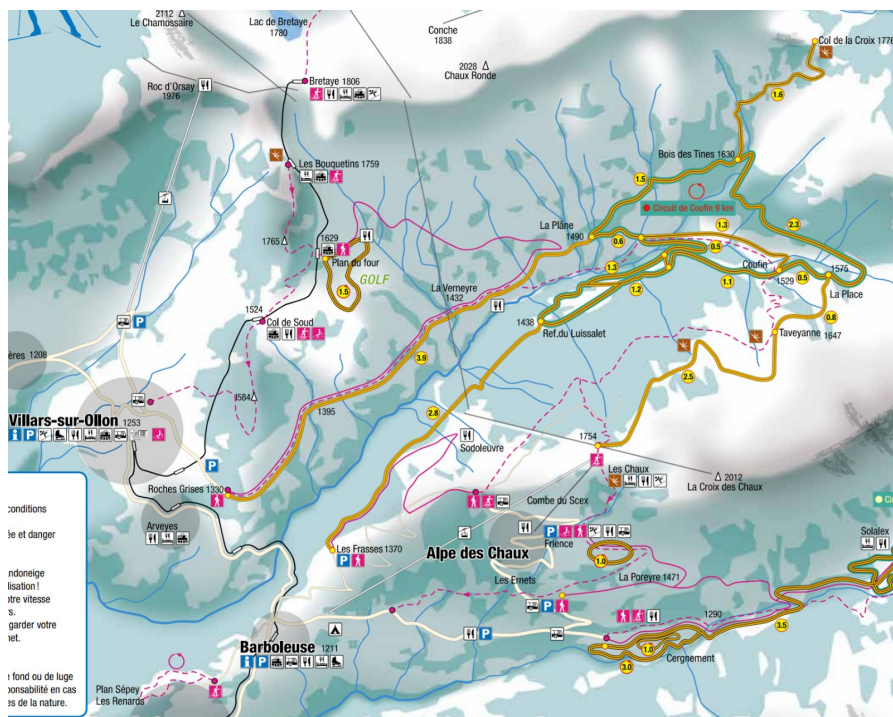 2112
Le Chamossaire
Lac de Bretaye
1780
Conche
1838
Col de la Croix 1776
2028
Chaux Ronde
Roc d'Orsay
1976
Bretaye 1806
1.6
Bois des Tines 1630
Les Bouquetins 1759
1.5
Circuit de Coufin 9 km
2.3
1765
1629
Plan du four
GOLF
1.5
La Plâne
1490
0.6
1.3
0.5
Coufin
1529
1.3
1.2
1.1
0.5
1575
La Place
La Verneyre
1432
1524
Col de Soud
1438
Ref.du Luissalet
0.8
Taveyanne
1647
ères 1208
3.9
2.5
1584
1395
2.8
Villars-sur-Ollon 1253
P
P
P
Sodoleuvre
1754
Les Chaux
2012
La Croix des Chaux
Roches Grises 1330
Combe du Scex
Arveyes
Les Frasses 1370
P
Alpe des Chaux
P
Frience
Solalex
Les Ernets
1.0
La Poreyre 1471
P
1290
3.5
Barboleuse
1211
P
P
1.0
3.0
Cergnement
Plan Sépey
Les Renards
conditions
ée et danger
ndoneige
lisation!
otre vitesse
rs.
egarder votre
net.
e fond ou de luge
ponsabilité en cas
es de la nature.